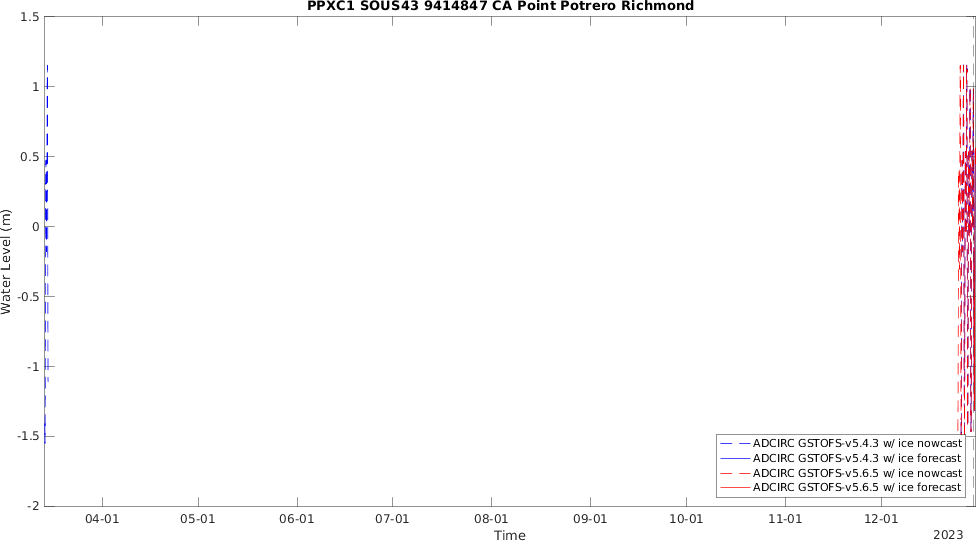 PPXC1 SOUS43 9414847 CA Point Potrero Richmond
1.5
1
0.5
0
-0.5
-1
-1.5
-2
Water Level (m)
ADCIRC GSTOFS-v5.4.3 w/ ice nowcast
ADCIRC GSTOFS-v5.4.3 w/ ice forecast
ADCIRC GSTOFS-v5.6.5 w/ ice nowcast
ADCIRC GSTOFS-v5.6.5 w/ ice forecast
04-01 05-01 06-01 07-01 08-01 09-01 10-01 11-01 12-01
Time
2023